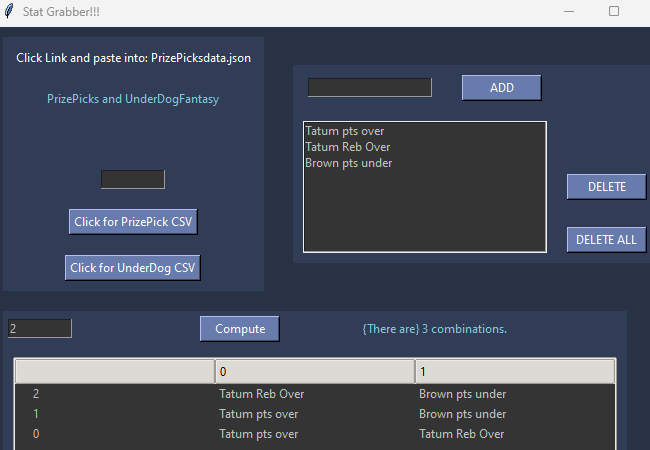 Stat Grabber!!!
Click Link and paste into: PrizePicksdata.json
PrizePicks and UnderDogFantasy
Click for PrizePick CSV
Click for UnderDog CSV
ADD
Tatum pts over
Tatum Reb Over
Brown pts under
DELETE
DELETE ALL
2 Compute {There are} 3 combinations.
0 1
2 Tatum Reb Over Brown pts under
1 Tatum pts over Brown pts under
0 Tatum pts over Tatum Reb Over